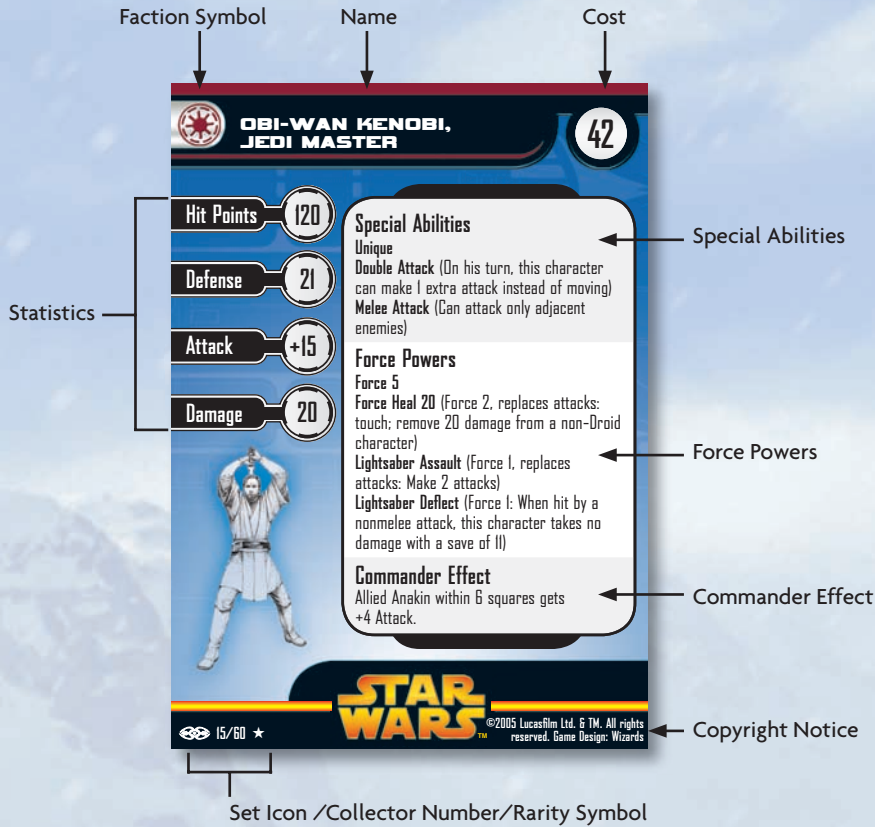 Faction Symbol
Name
Cost
OBI-WAN KENOBI,
JEDI MASTER
42
Statistics
Hit Points 120
Defense 21
Attack +15
Damage 20
Special Abilities
Unique
Double Attack (On his turn, this character
can make 1 extra attack instead of moving)
Melee Attack (Can attack only adjacent
enemies)
Special Abilities
Force Powers
Force 5
Force Heal 20 (Force 2, replaces attacks:
touch; remove 20 damage from a non-Droid
character)
Lightsaber Assault (Force 1, replaces
attacks: Make 2 attacks)
Lightsaber Deflect (Force 1: When hit by a
nonmelee attack, this character takes no
damage with a save of 11)
Force Powers
Commander Effect
Allied Anakin within 6 squares gets
+4 Attack.
Commander Effect
STAR
WARS
TM
15/60 ★
©2005 Lucasfilm Ltd. & TM. All rights
reserved. Game Design: Wizards
Copyright Notice
Set Icon /Collector Number/Rarity Symbol